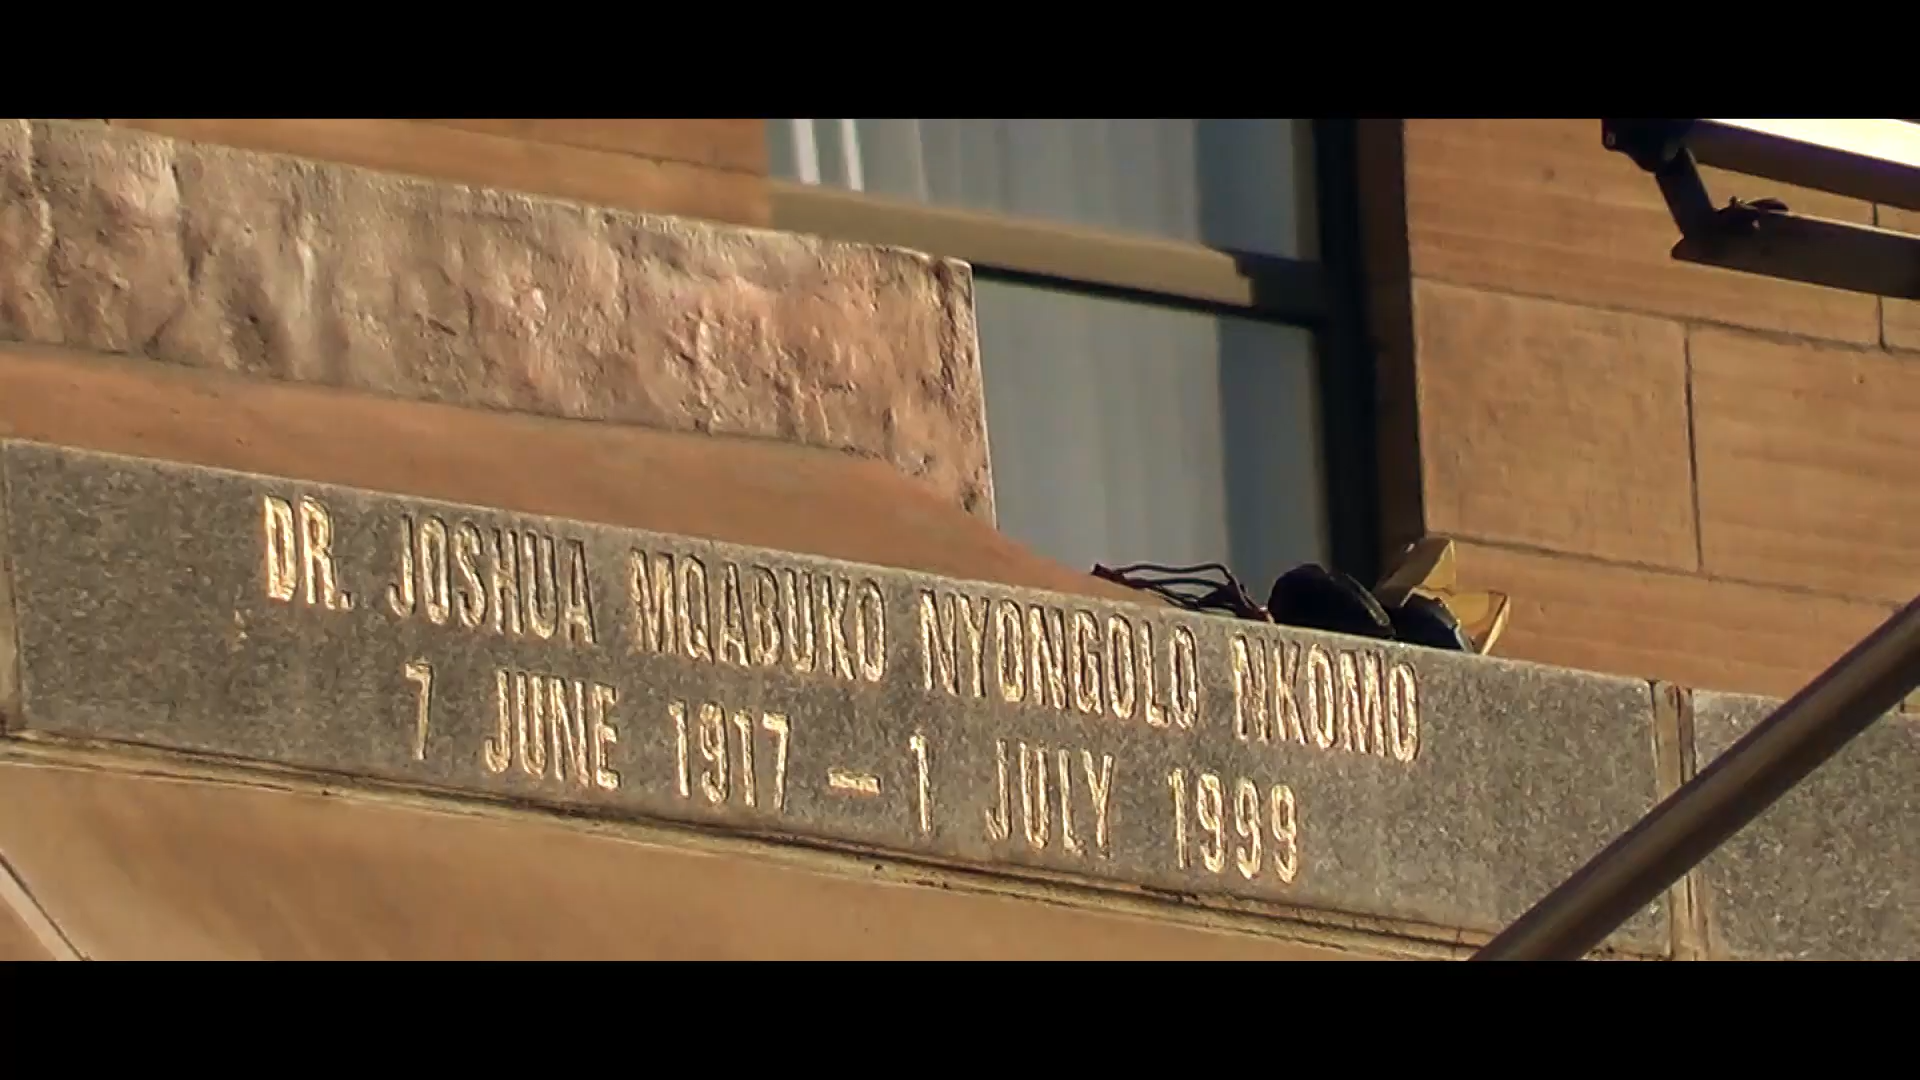 DR. JOSHUA MQABUKO NYONGOLO NKOMO
7 JUNE 1917 — 1 JULY 1999